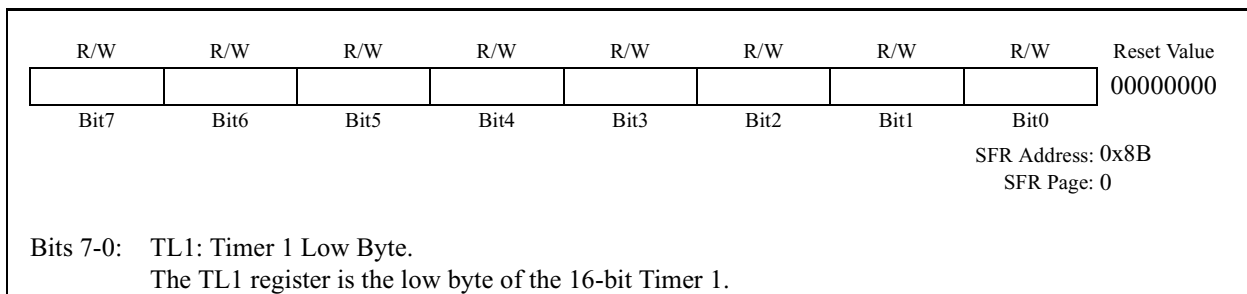 R/W R/W R/W R/W R/W R/W R/W R/W Reset Value
00000000
Bit7 Bit6 Bit5 Bit4 Bit3 Bit2 Bit1 Bit0
SFR Address: 0x8B
SFR Page: 0
Bits 7-0: TL1: Timer 1 Low Byte.
The TL1 register is the low byte of the 16-bit Timer 1.